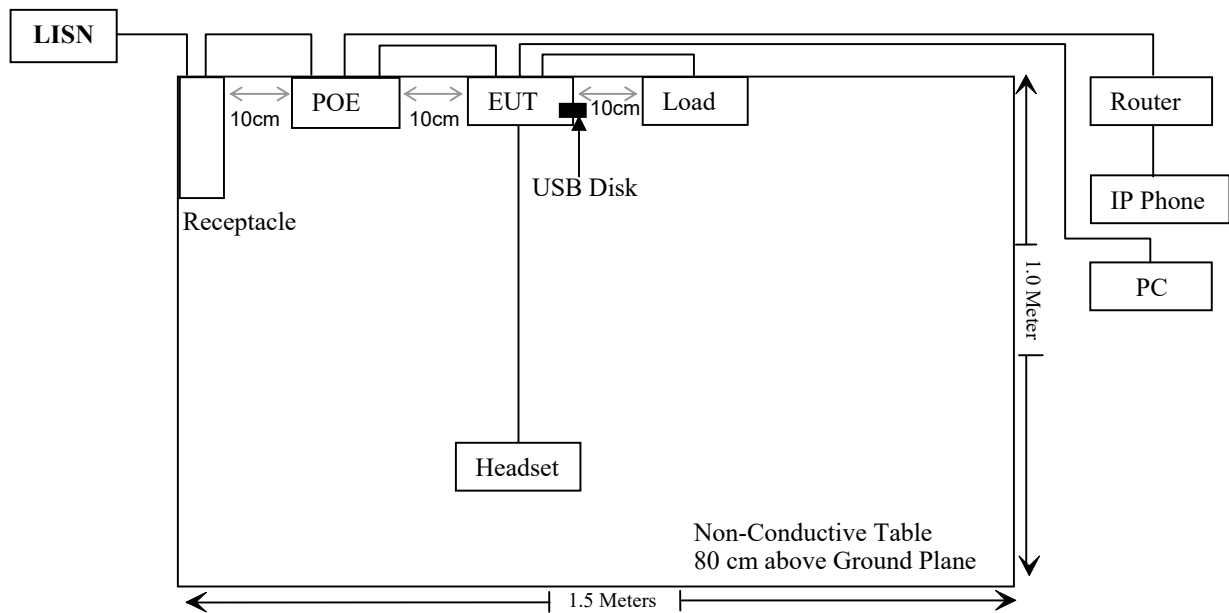 LISN
POE
EUT
Load
Router
10cm
10cm
10cm
USB Disk
IP Phone
Receptacle
PC
1.0 Meter
Headset
Non-Conductive Table
80 cm above Ground Plane
1.5 Meters